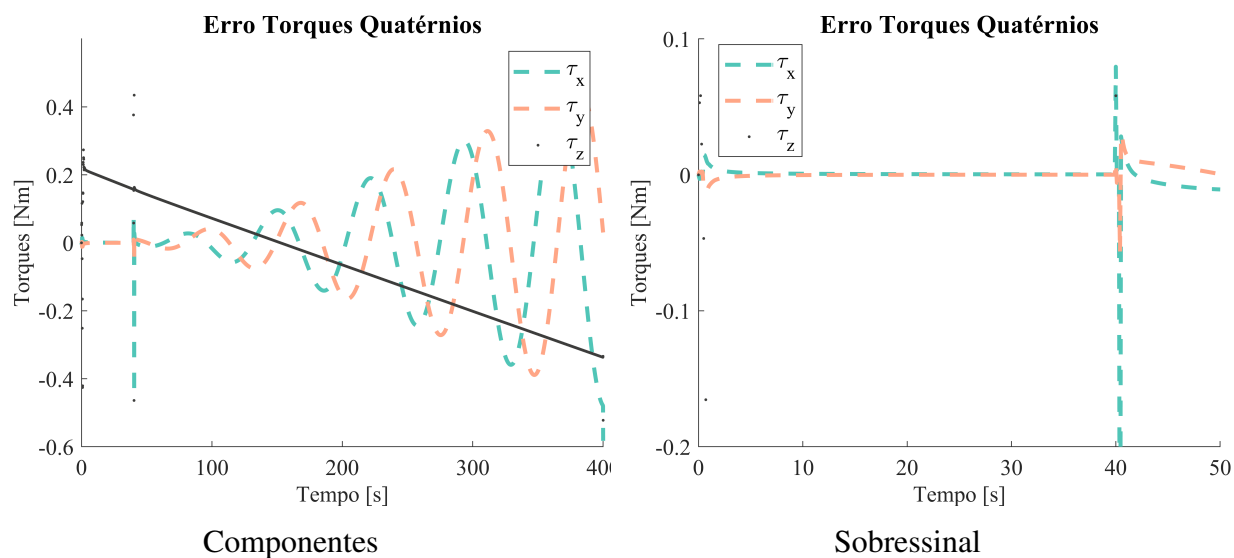 Erro Torques Quatérnios
τx
τy
τz
0.4
0.2
0
-0.2
-0.4
-0.6
Torques [Nm]
0 100 200 300 400
Tempo [s]
Componentes
Erro Torques Quatérnios
τx
τy
τz
0.1
0
-0.1
-0.2
Torques [Nm]
0 10 20 30 40 50
Tempo [s]
Sobressinal